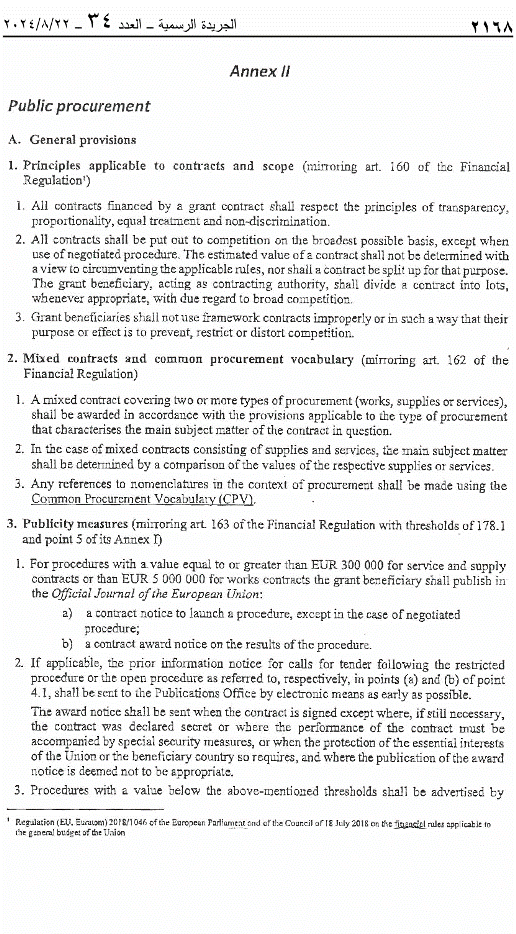 ٢١٦٨ الجريدة الرسمية – العدد ٣٤ – ٢٠٢٤/٨/٢٢
Annex II
Public procurement
A. General provisions
1. Principles applicable to contracts and scope (mirroring art. 160 of the Financial
Regulation¹)
1. All contracts financed by a grant contract shall respect the principles of transparency,
proportionality, equal treatment and non-discrimination.
2. All contracts shall be put out to competition on the broadest possible basis, except when
use of negotiated procedure. The estimated value of a contract shall not be determined with
a view to circumventing the applicable rules, nor shall a contract be split up for that purpose.
The grant beneficiary, acting as contracting authority, shall divide a contract into lots,
whenever appropriate, with due regard to broad competition.
3. Grant beneficiaries shall not use framework contracts improperly or in such a way that their
purpose or effect is to prevent, restrict or distort competition.
2. Mixed contracts and common procurement vocabulary (mirroring art. 162 of the
Financial Regulation)
1. A mixed contract covering two or more types of procurement (works, supplies or services),
shall be awarded in accordance with the provisions applicable to the type of procurement
that characterises the main subject matter of the contract in question.
2. In the case of mixed contracts consisting of supplies and services, the main subject matter
shall be determined by a comparison of the values of the respective supplies or services.
3. Any references to nomenclatures in the context of procurement shall be made using the
Common Procurement Vocabulary (CPV).
3. Publicity measures (mirroring art. 163 of the Financial Regulation with thresholds of 178.1
and point 5 of its Annex I)
1. For procedures with a value equal to or greater than EUR 300 000 for service and supply
contracts or than EUR 5 000 000 for works contracts the grant beneficiary shall publish in
the Official Journal of the European Union:
a) a contract notice to launch a procedure, except in the case of negotiated
procedure;
b) a contract award notice on the results of the procedure.
2. If applicable, the prior information notice for calls for tender following the restricted
procedure or the open procedure as referred to, respectively, in points (a) and (b) of point
4.1, shall be sent to the Publications Office by electronic means as early as possible.
The award notice shall be sent when the contract is signed except where, if still necessary,
the contract was declared secret or where the performance of the contract must be
accompanied by special security measures, or when the protection of the essential interests
of the Union or the beneficiary country so requires, and where the publication of the award
notice is deemed not to be appropriate.
3. Procedures with a value below the above-mentioned thresholds shall be advertised by
¹ Regulation (EU, Euratom) 2018/1046 of the European Parliament and of the Council of 18 July 2018 on the financial rules applicable to
the general budget of the Union